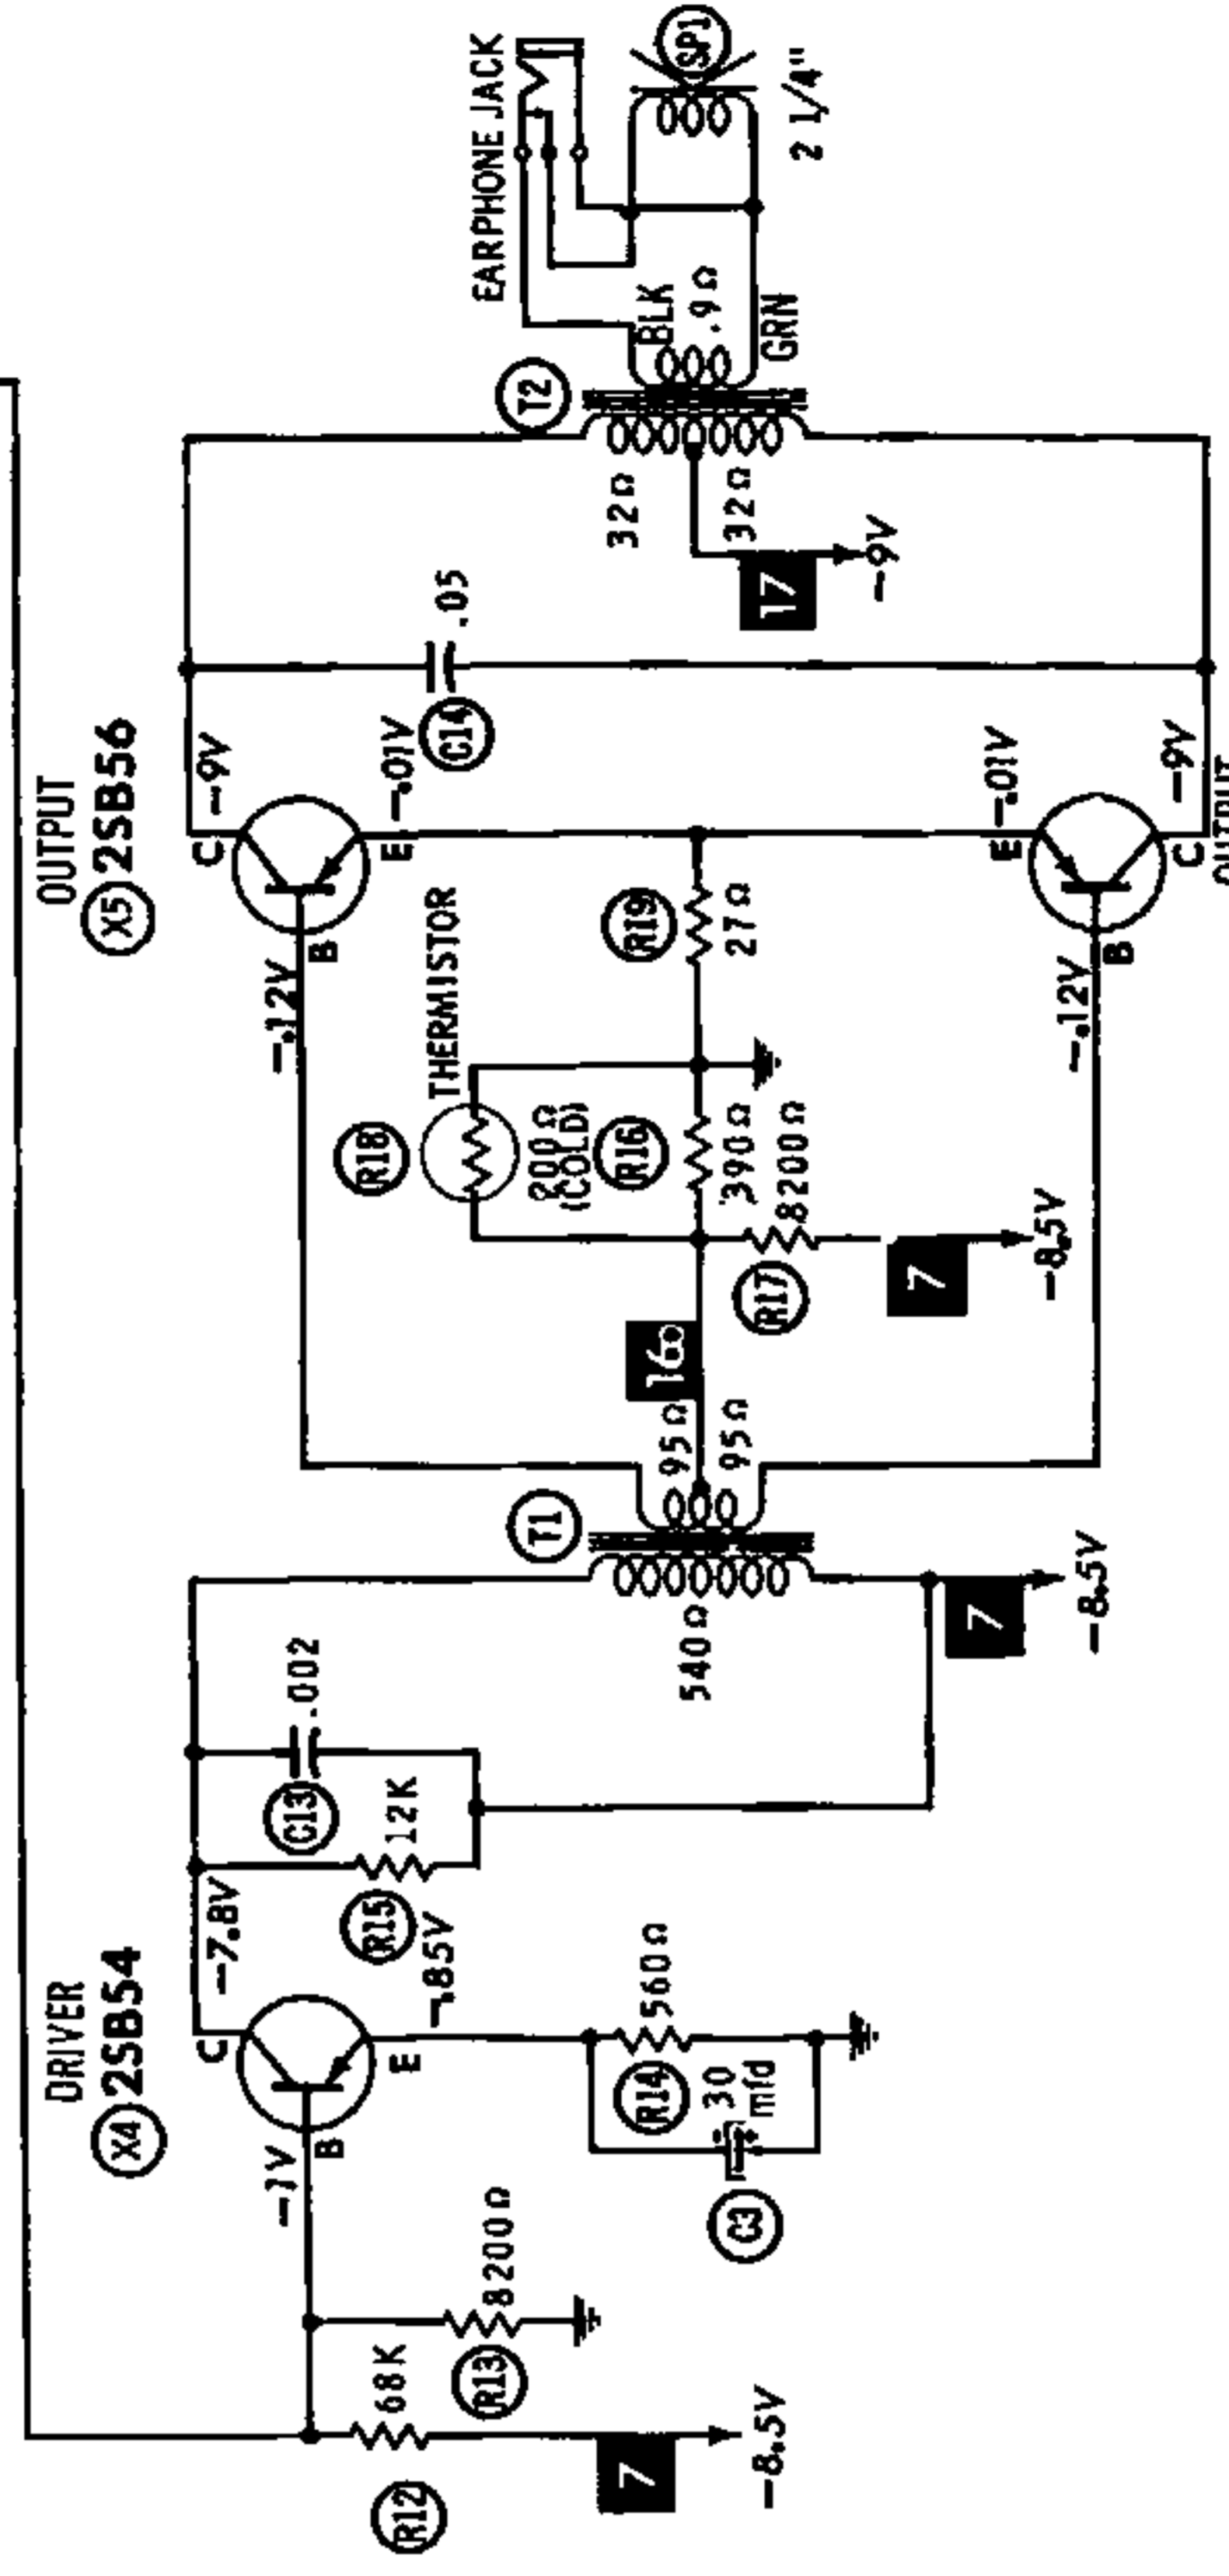 DRIVER
X4 2SB54
OUTPUT
X5 2SB56
C
-7.8V
-1V
B
E
-.85V
R12
68K
7
-8.5V
R13
8200Ω
R14
560Ω
C3
30
mfd
R15
12K
C13
.002
540Ω
T1
7
-8.5V
95Ω
95Ω
16
R17
8200Ω
7
-8.5V
R16
390Ω
R18
THERMISTOR
200Ω
(COLD)
R19
27Ω
C
-9V
-.12V
B
E
-.01V
C14
.05
E
-.01V
-.12V
B
C
-9V
OUTPUT
T2
32Ω
32Ω
17
-9V
BLK
.9Ω
GRN
EARPHONE JACK
SP1
2 1/4"